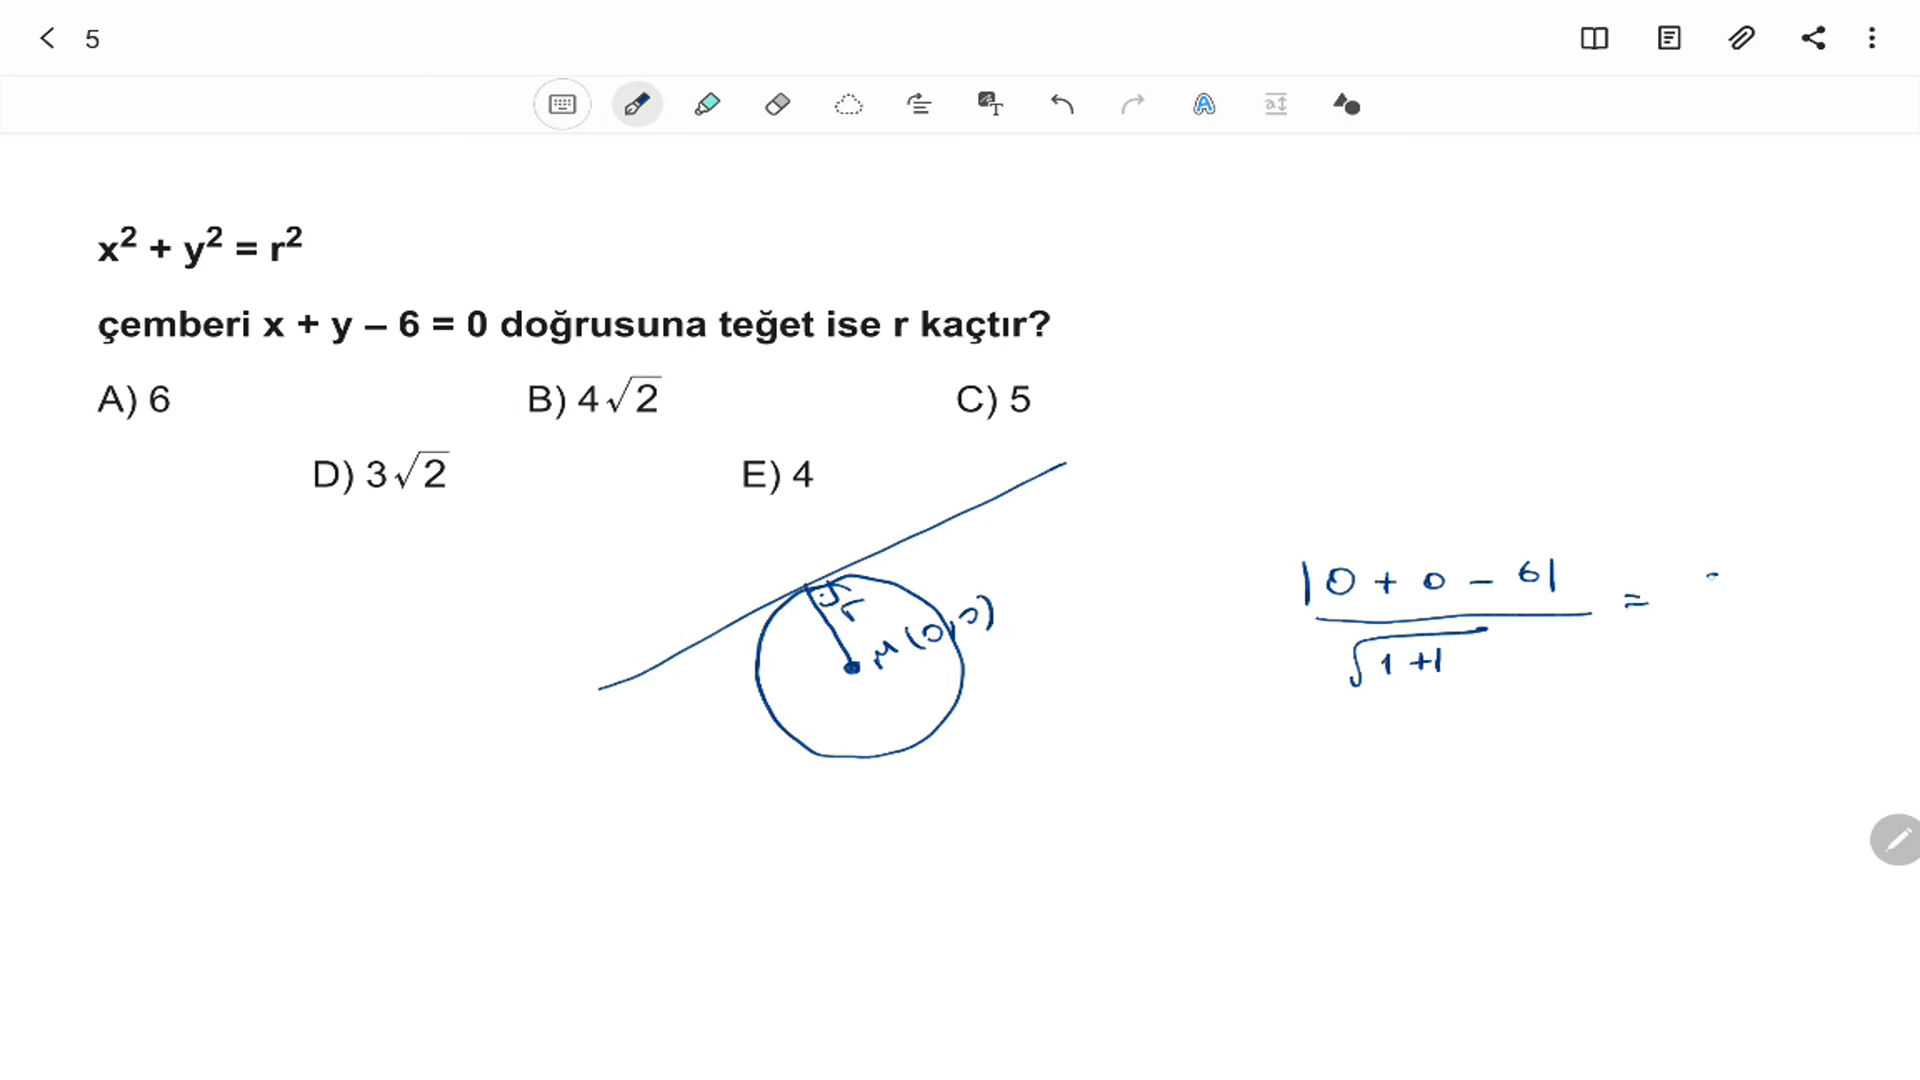 5
x² + y² = r²
çemberi x + y – 6 = 0 doğrusuna teğet ise r kaçtır?
A) 6 B) 4√2 C) 5
D) 3√2 E) 4
r
M(0,0)
|0 + 0 - 6| =
√1+1